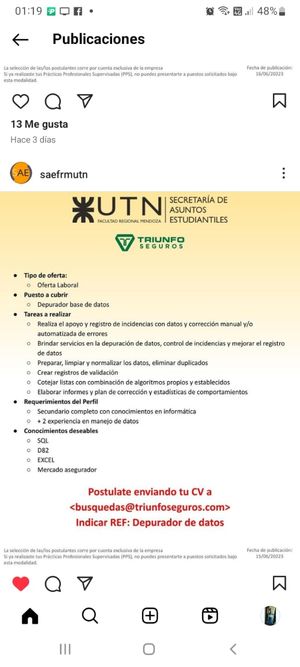 01:19
48%
Publicaciones
La selección de las/los postulantes corre por cuenta exclusiva de la empresa
Fecha de publicación:
Si ya realizaste tus Prácticas Profesionales Supervisadas (PPS), no puedes presentarte a puestos solicitados bajo
16/06/20223
esta modalidad.
13 Me gusta
Hace 3 días
AE
saefrmutn
UTN
FACULTAD REGIONAL MENDOZA
SECRETARÍA DE
ASUNTOS
ESTUDIANTILES
TRIUNFO
SEGUROS
Tipo de oferta:
Oferta Laboral
Puesto a cubrir
Depurador base de datos
Tareas a realizar
Realiza el apoyo y registro de incidencias con datos y corrección manual y/o
automatizada de errores
Brindar servicios en la depuración de datos, control de incidencias y mejorar el registro
de datos
Preparar, limpiar y normalizar los datos, eliminar duplicados
Crear registros de validación
Cotejar listas con combinación de algoritmos propios y establecidos
Elaborar informes y plan de corrección y estadísticas de comportamientos.
Requerimientos del Perfil
Secundario completo con conocimientos en informática
+ 2 experiencia en manejo de datos
Conocimientos deseables
SQL
DB2
EXCEL
Mercado asegurador
Postulate enviando tu CV a
<busquedas@triunfoseguros.com>
Indicar REF: Depurador de datos
La selección de las/los postulantes corre por cuenta exclusiva de la empresa
Fecha de publicación:
Si ya realizaste tus Prácticas Profesionales Supervisadas (PPS), no puedes presentarte a puestos solicitados bajo
15/06/20223
esta modalidad.